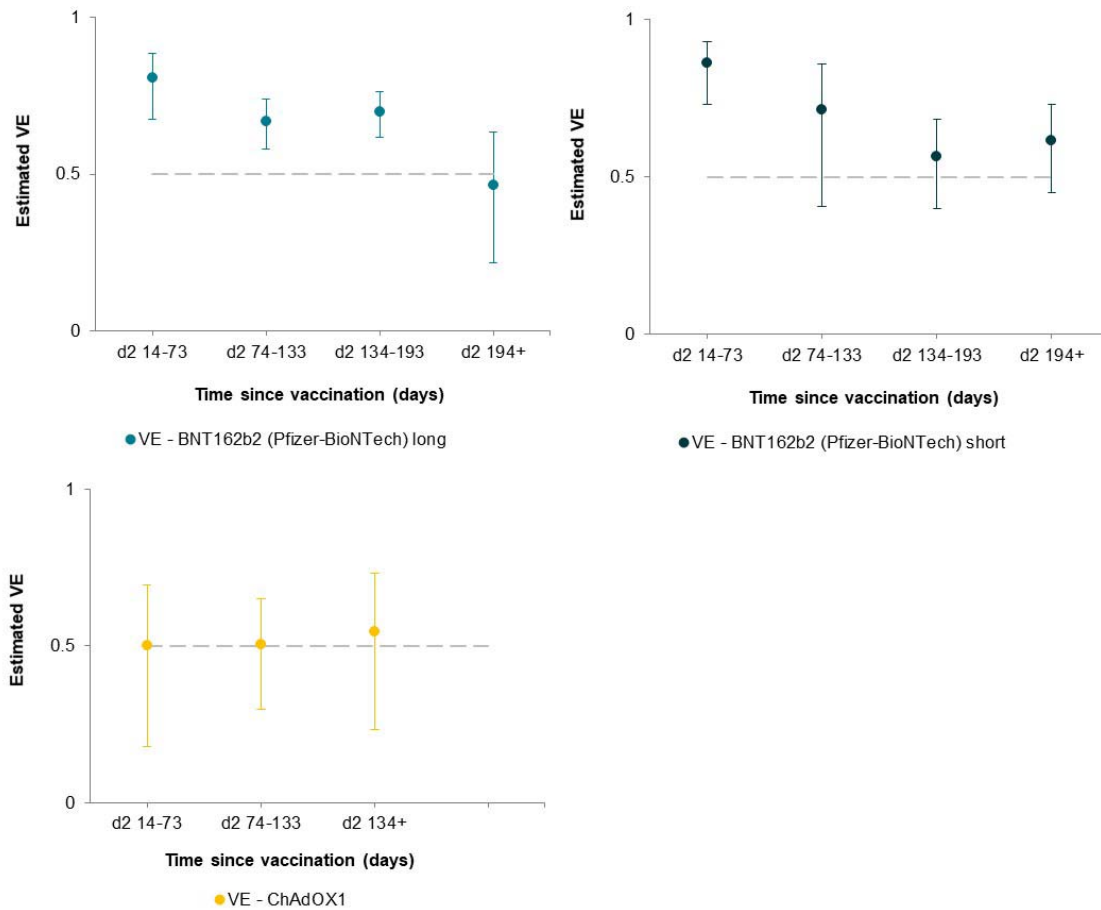 1
0.5
0
Estimated VE
d2 14-73 d2 74-133 d2 134-193 d2 194+
Time since vaccination (days)
VE - BNT162b2 (Pfizer-BioNTech) long
1
0.5
0
Estimated VE
d2 14-73 d2 74-133 d2 134-193 d2 194+
Time since vaccination (days)
VE - BNT162b2 (Pfizer-BioNTech) short
1
0.5
0
Estimated VE
d2 14-73 d2 74-133 d2 134+
Time since vaccination (days)
VE - ChAdOX1